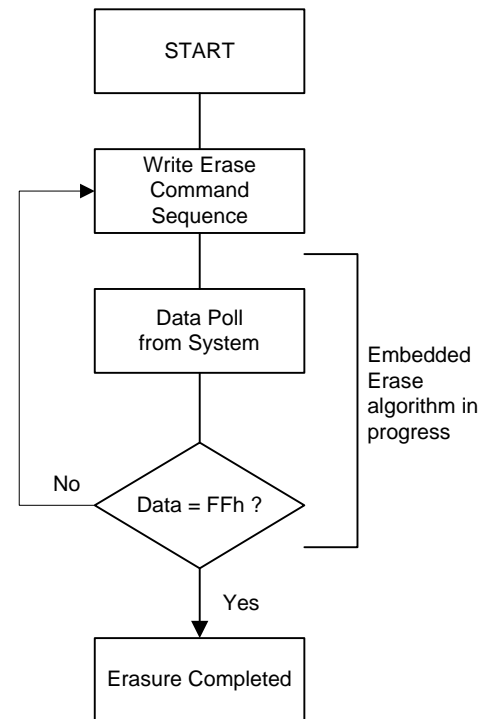 START
Write Erase
Command
Sequence
Data Poll
from System
Embedded
Erase
algorithm in
progress
No
Data = FFh ?
Yes
Erasure Completed